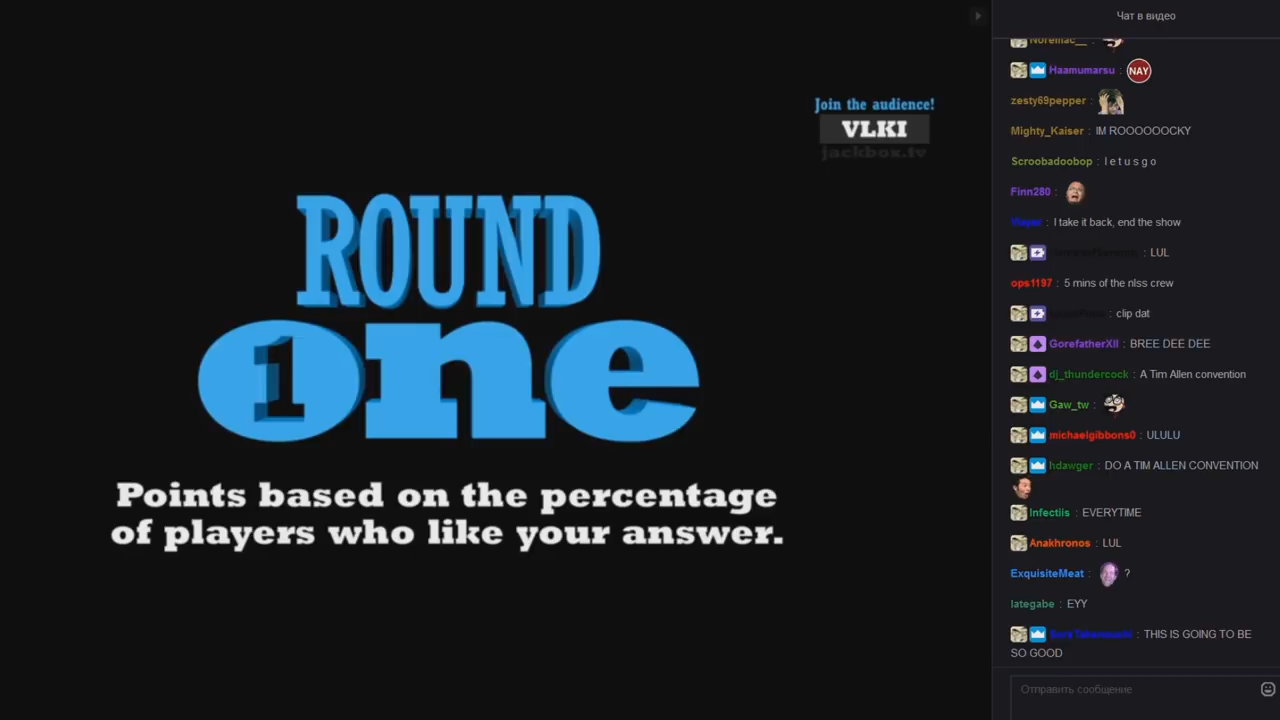 Join the audience!
VLKI
jackbox.tv
ROUND
One
1
Points based on the percentage
of players who like your answer.
Чат в видео
Noremac__ :
Haamumarsu :
NAY
zesty69pepper :
Mighty_Kaiser : IM ROOOOOOCKY
Scroobadoobop : l e t u s g o
Finn280 :
: I take it back, end the show
: LUL
ops1197 : 5 mins of the nlss crew
: clip dat
GorefatherXII : BREE DEE DEE
dj_thundercock : A Tim Allen convention
Gaw_tw :
michaelgibbons0 : ULULU
hdawger : DO A TIM ALLEN CONVENTION
Infectiis : EVERYTIME
Anakhronos : LUL
ExquisiteMeat : ?
lategabe : EYY
: THIS IS GOING TO BE
SO GOOD
Отправить сообщение